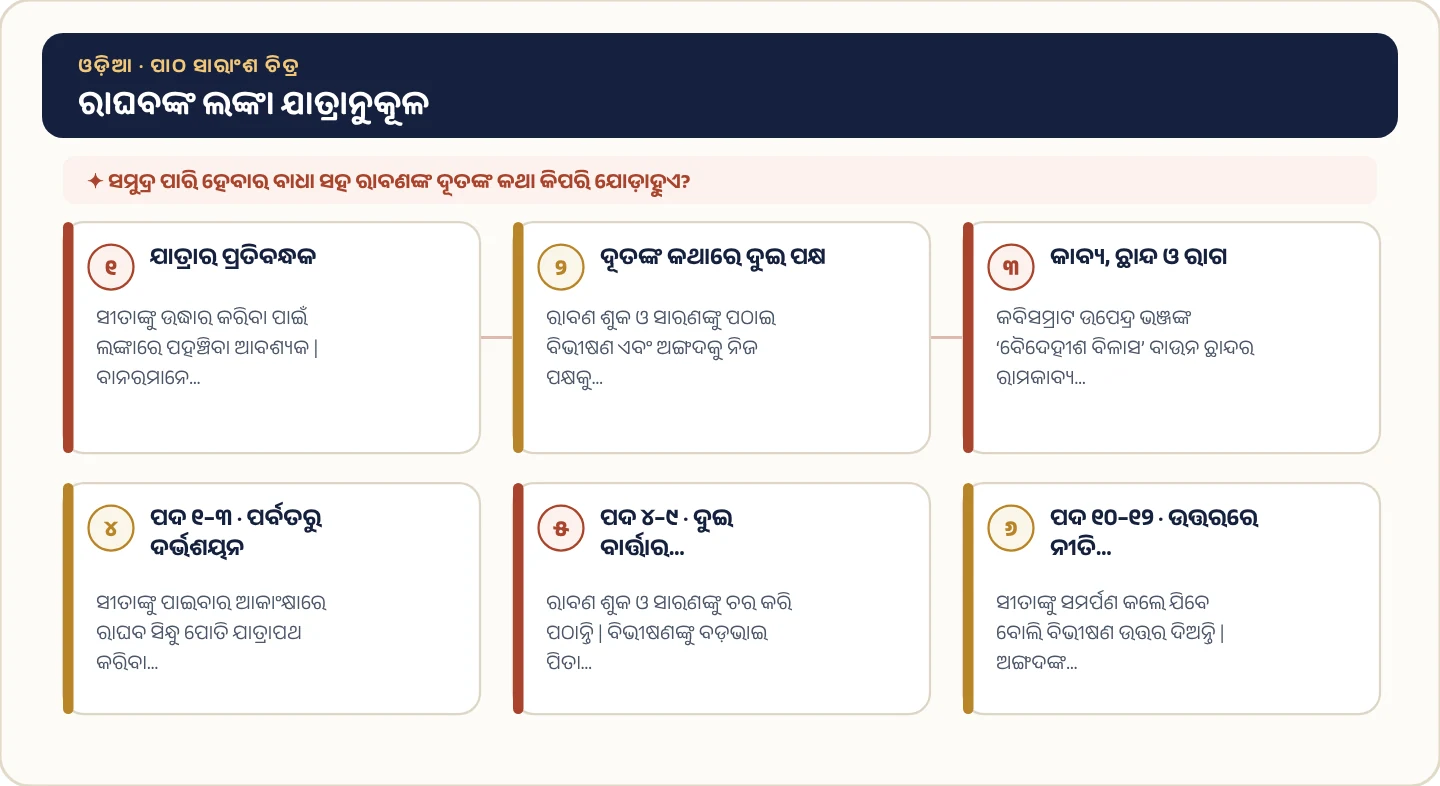 ଓଡ଼ିଆ · ପାଠ ସାରାଂଶ ଚିତ୍ର
ରାଘବଙ୍କ ଲଙ୍କା ଯାତ୍ରାନୁକୂଳ
✦ ସମୁଦ୍ର ପାରି ହେବାର ବାଧା ସହ ରାବଣଙ୍କ ଦୂତଙ୍କ କଥା କିପରି ଯୋଡ଼ାହୁଏ?
୧
ଯାତ୍ରାର ପ୍ରତିବନ୍ଧକ
ସୀତାଙ୍କୁ ଉଦ୍ଧାର କରିବା ପାଇଁ
ଲଙ୍କାରେ ପହଞ୍ଚିବା ଆବଶ୍ୟକ |
ବାନରମାନେ…
୨
ଦୂତଙ୍କ କଥାରେ ଦୁଇ ପକ୍ଷ
ରାବଣ ଶୁକ ଓ ସାରଣଙ୍କୁ ପଠାଇ
ବିଭୀଷଣ ଏବଂ ଅଙ୍ଗଦକୁ ନିଜ
ପକ୍ଷକୁ…
୩
କାବ୍ୟ, ଛାନ୍ଦ ଓ ରାଗ
କବିସମ୍ରାଟ ଉପେନ୍ଦ୍ର ଭଞ୍ଜଙ୍କ
‘ବୈଦେହୀଶ ବିଳାସ’ ବାଉନ ଛାନ୍ଦର
ରାମକାବ୍ୟ…
୪
ପଦ ୧–୩ · ପର୍ବତରୁ
ଦର୍ଭଶୟନ
ସୀତାଙ୍କୁ ପାଇବାର ଆକାଂକ୍ଷାରେ
ରାଘବ ସିନ୍ଧୁ ପୋତି ଯାତ୍ରାପଥ
କରିବା…
୫
ପଦ ୪–୯ · ଦୁଇ
ବାର୍ତ୍ତାର…
ରାବଣ ଶୁକ ଓ ସାରଣଙ୍କୁ ଚର କରି
ପଠାନ୍ତି | ବିଭୀଷଣଙ୍କୁ ବଡ଼ଭାଇ
ପିତା…
୬
ପଦ ୧୦–୧୨ · ଉତ୍ତରରେ
ନୀତି…
ସୀତାଙ୍କୁ ସମର୍ପଣ କଲେ ଯିବେ
ବୋଲି ବିଭୀଷଣ ଉତ୍ତର ଦିଅନ୍ତି |
ଅଙ୍ଗଦଙ୍କ…